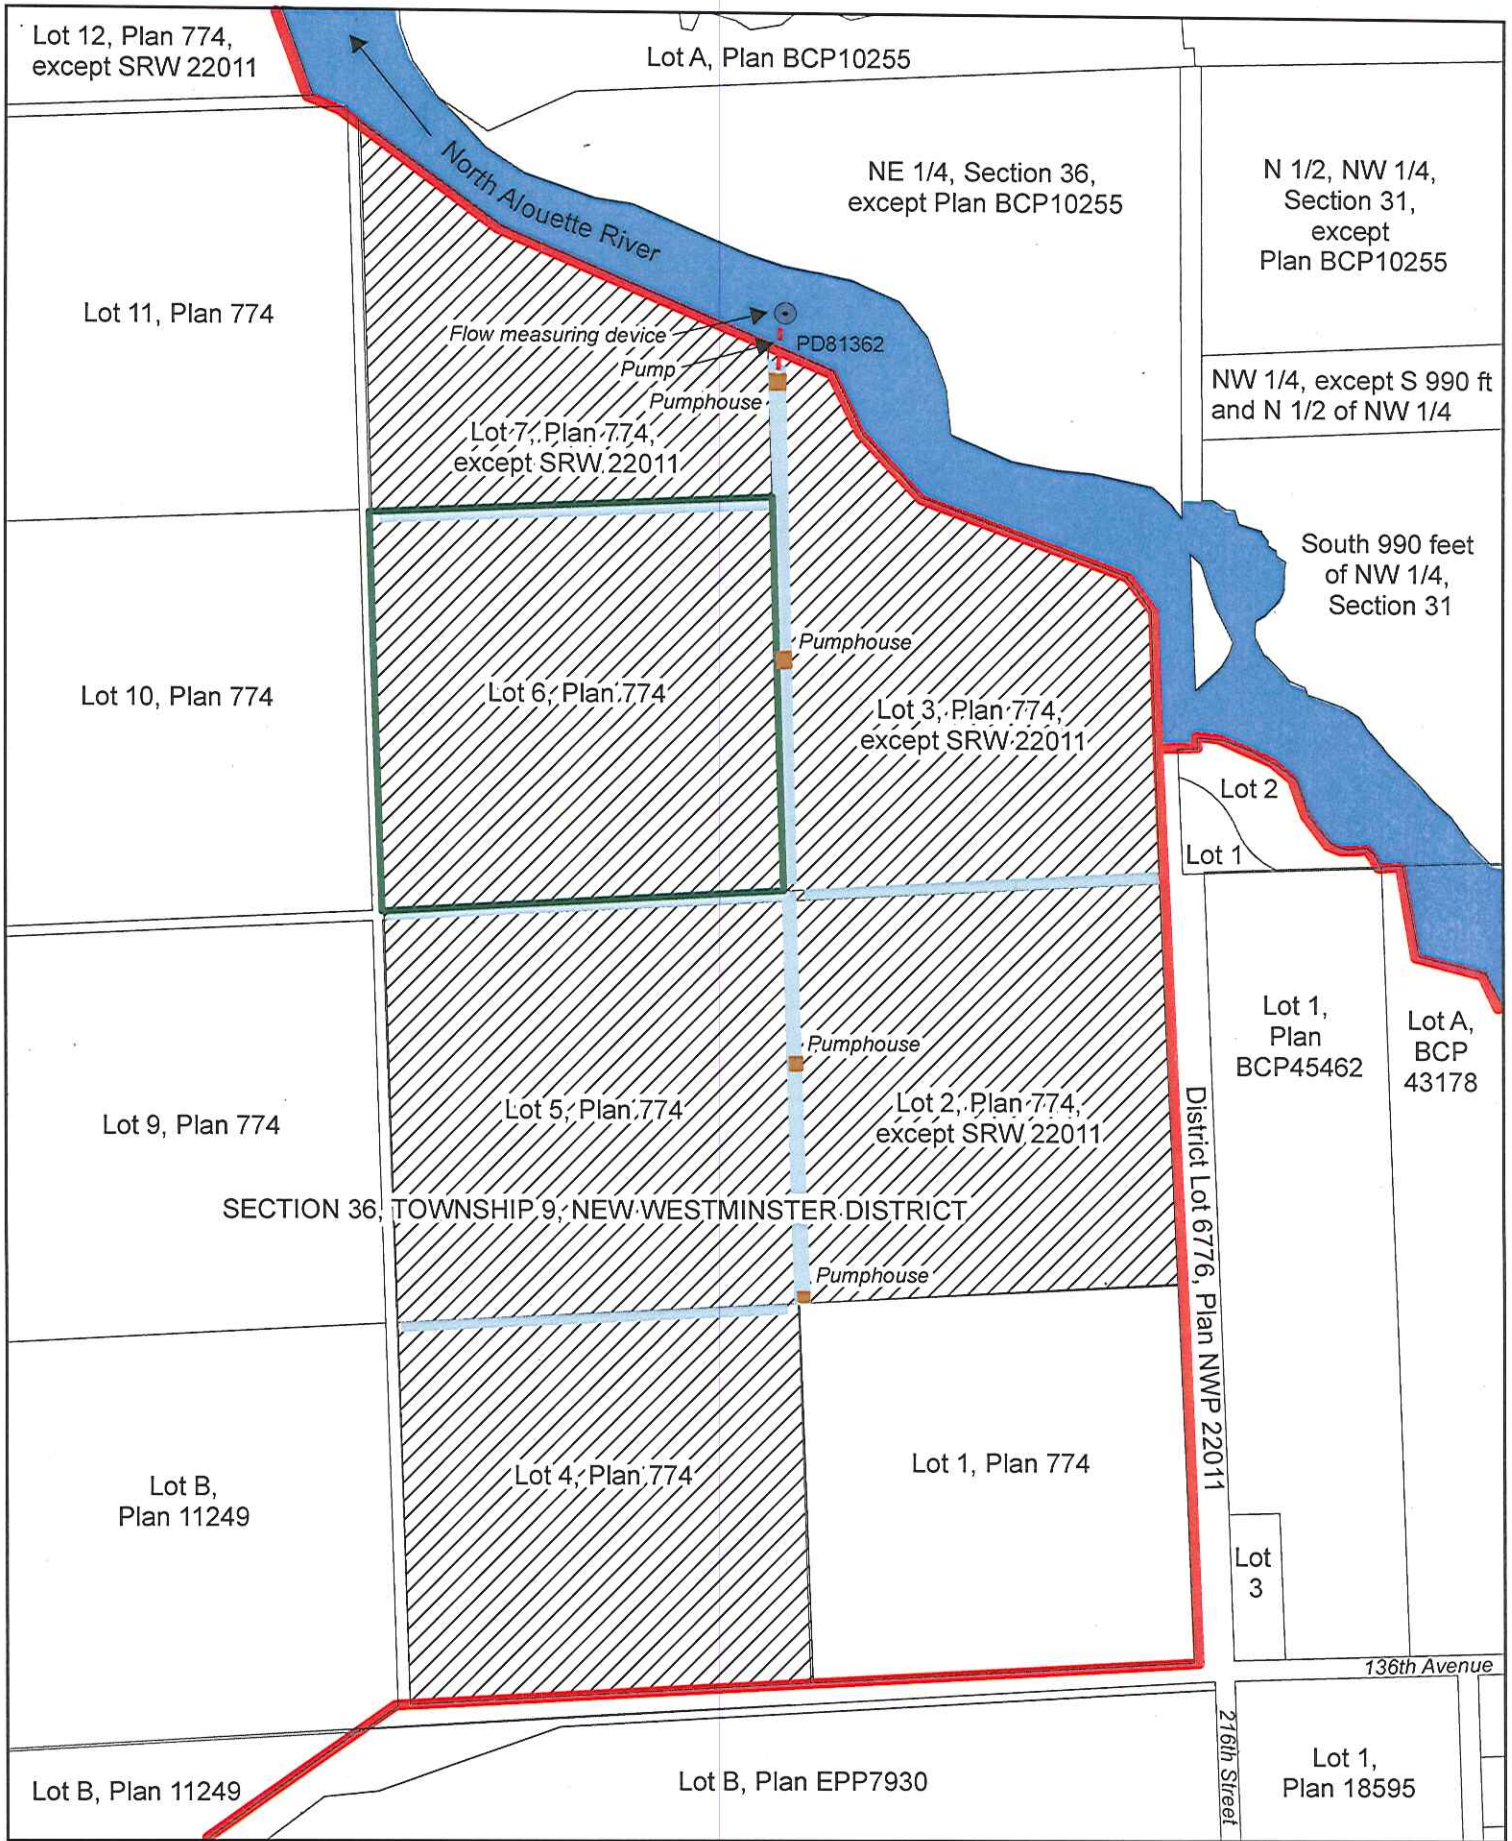 Lot 12, Plan 774,
except SRW 22011
Lot A, Plan BCP10255
North Alouette River
NE 1/4, Section 36,
except Plan BCP10255
N 1/2, NW 1/4,
Section 31,
except
Plan BCP10255
Lot 11, Plan 774
Flow measuring device
PD81362
Pump
Pumphouse
NW 1/4, except S 990 ft
and N 1/2 of NW 1/4
Lot 7, Plan 774,
except SRW 22011
South 990 feet
of NW 1/4,
Section 31
Pumphouse
Lot 10, Plan 774
Lot 6, Plan 774
Lot 3, Plan 774,
except SRW 22011
Lot 2
Lot 1
Lot 1,
Plan
BCP45462
Lot A,
BCP
43178
Pumphouse
Lot 9, Plan 774
Lot 5, Plan 774
Lot 2, Plan 774,
except SRW 22011
District Lot 6776, Plan NWP 22011
SECTION 36, TOWNSHIP 9, NEW WESTMINSTER DISTRICT
Pumphouse
Lot B,
Plan 11249
Lot 4, Plan 774
Lot 1, Plan 774
Lot
3
136th Avenue
216th Street
Lot B, Plan 11249
Lot B, Plan EPP7930
Lot 1,
Plan 18595